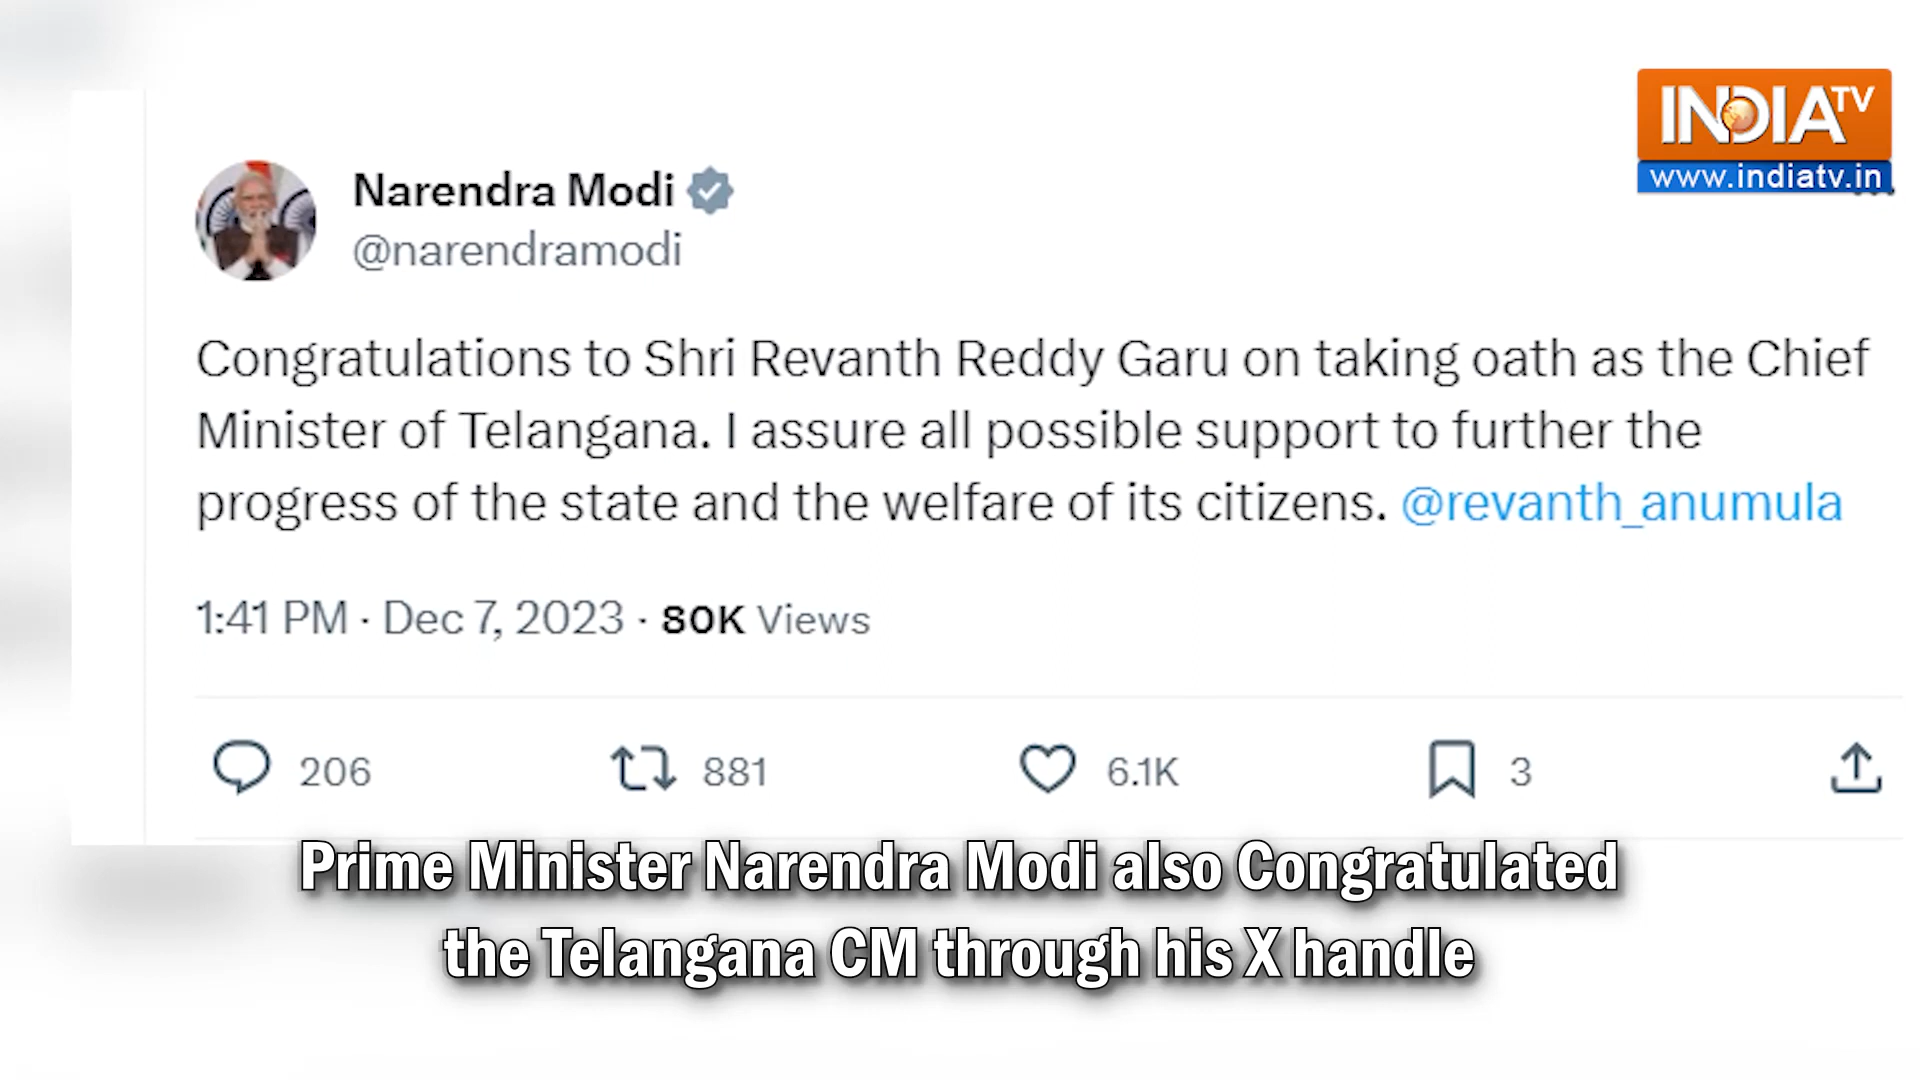 INDIA TV
www.indiatv.in
Narendra Modi
@narendramodi
Congratulations to Shri Revanth Reddy Garu on taking oath as the Chief
Minister of Telangana. I assure all possible support to further the
progress of the state and the welfare of its citizens. @revanth_anumula
1:41 PM · Dec 7, 2023 · 80K Views
206 881 6.1K 3
Prime Minister Narendra Modi also Congratulated
the Telangana CM through his X handle